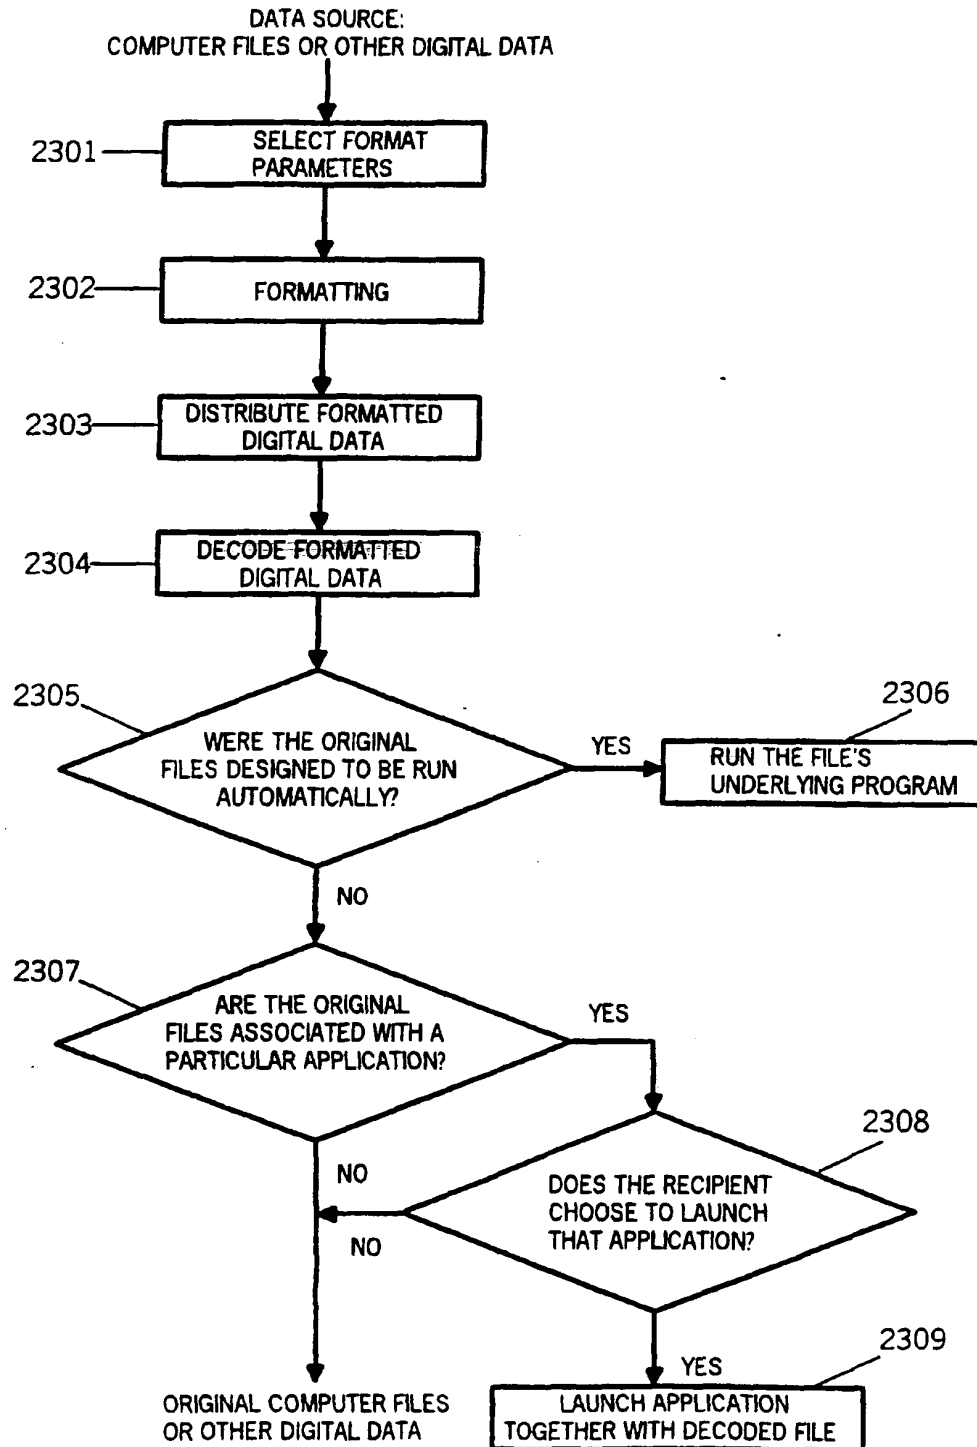 DATA SOURCE:
COMPUTER FILES OR OTHER DIGITAL DATA
2301
SELECT FORMAT
PARAMETERS
2302
FORMATTING
2303
DISTRIBUTE FORMATTED
DIGITAL DATA
2304
DECODE FORMATTED
DIGITAL DATA
2305
WERE THE ORIGINAL
FILES DESIGNED TO BE RUN
AUTOMATICALLY?
YES
2306
RUN THE FILE'S
UNDERLYING PROGRAM
NO
2307
ARE THE ORIGINAL
FILES ASSOCIATED WITH A
PARTICULAR APPLICATION?
YES
NO
2308
DOES THE RECIPIENT
CHOOSE TO LAUNCH
THAT APPLICATION?
NO
YES
2309
ORIGINAL COMPUTER FILES
OR OTHER DIGITAL DATA
LAUNCH APPLICATION
TOGETHER WITH DECODED FILE